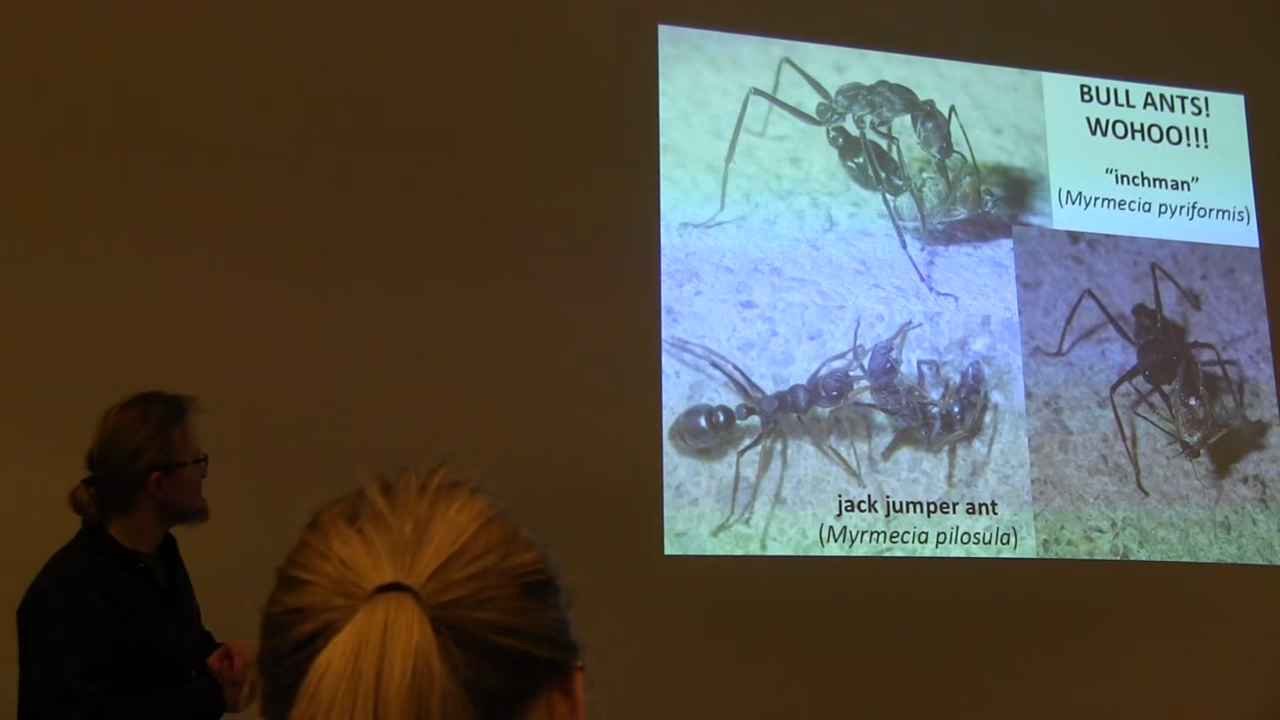 BULL ANTS!
WOHOO!!!
“inchman”
(Myrmecia pyriformis)
jack jumper ant
(Myrmecia pilosula)